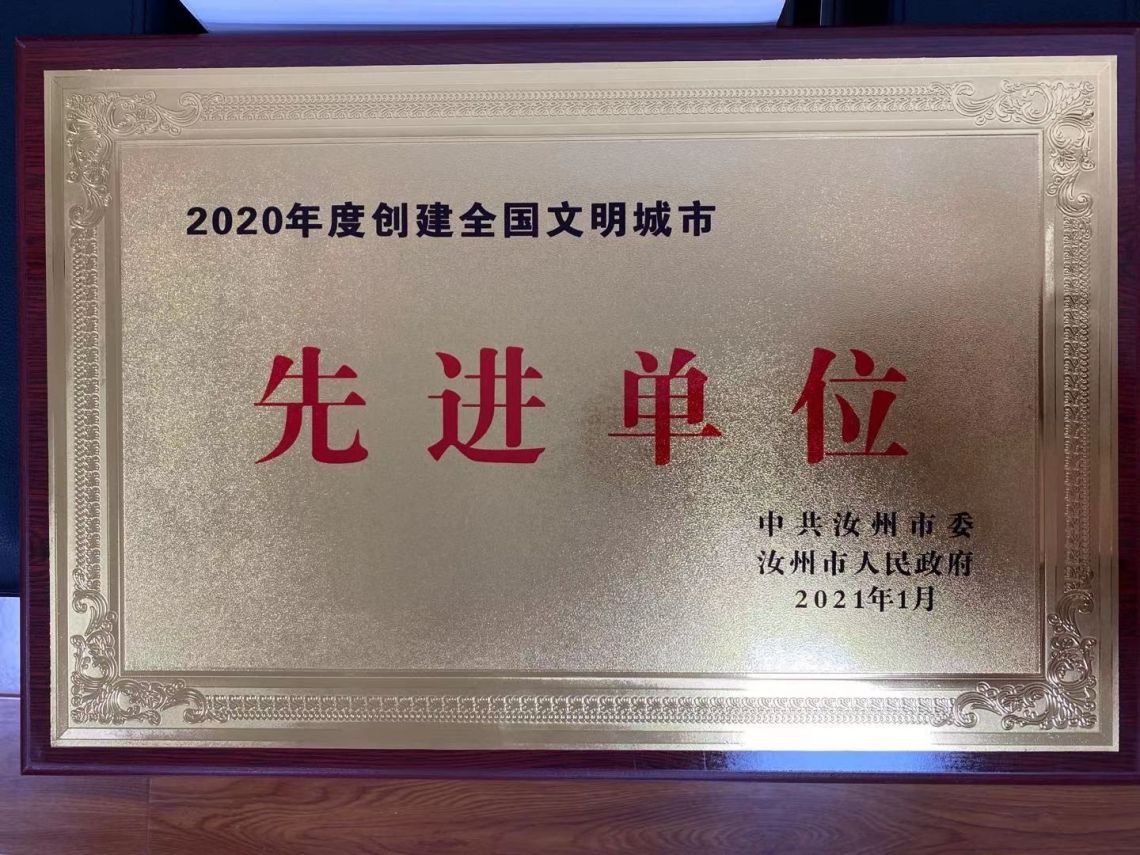 2020年度创建全国文明城市
先进单位
中共汝州市委
汝州市人民政府
2021年1月